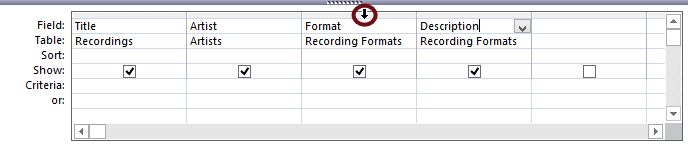 Field: Title Artist Format Description
Table: Recordings Artists Recording Formats Recording Formats
Sort:
Show:
Criteria:
or: